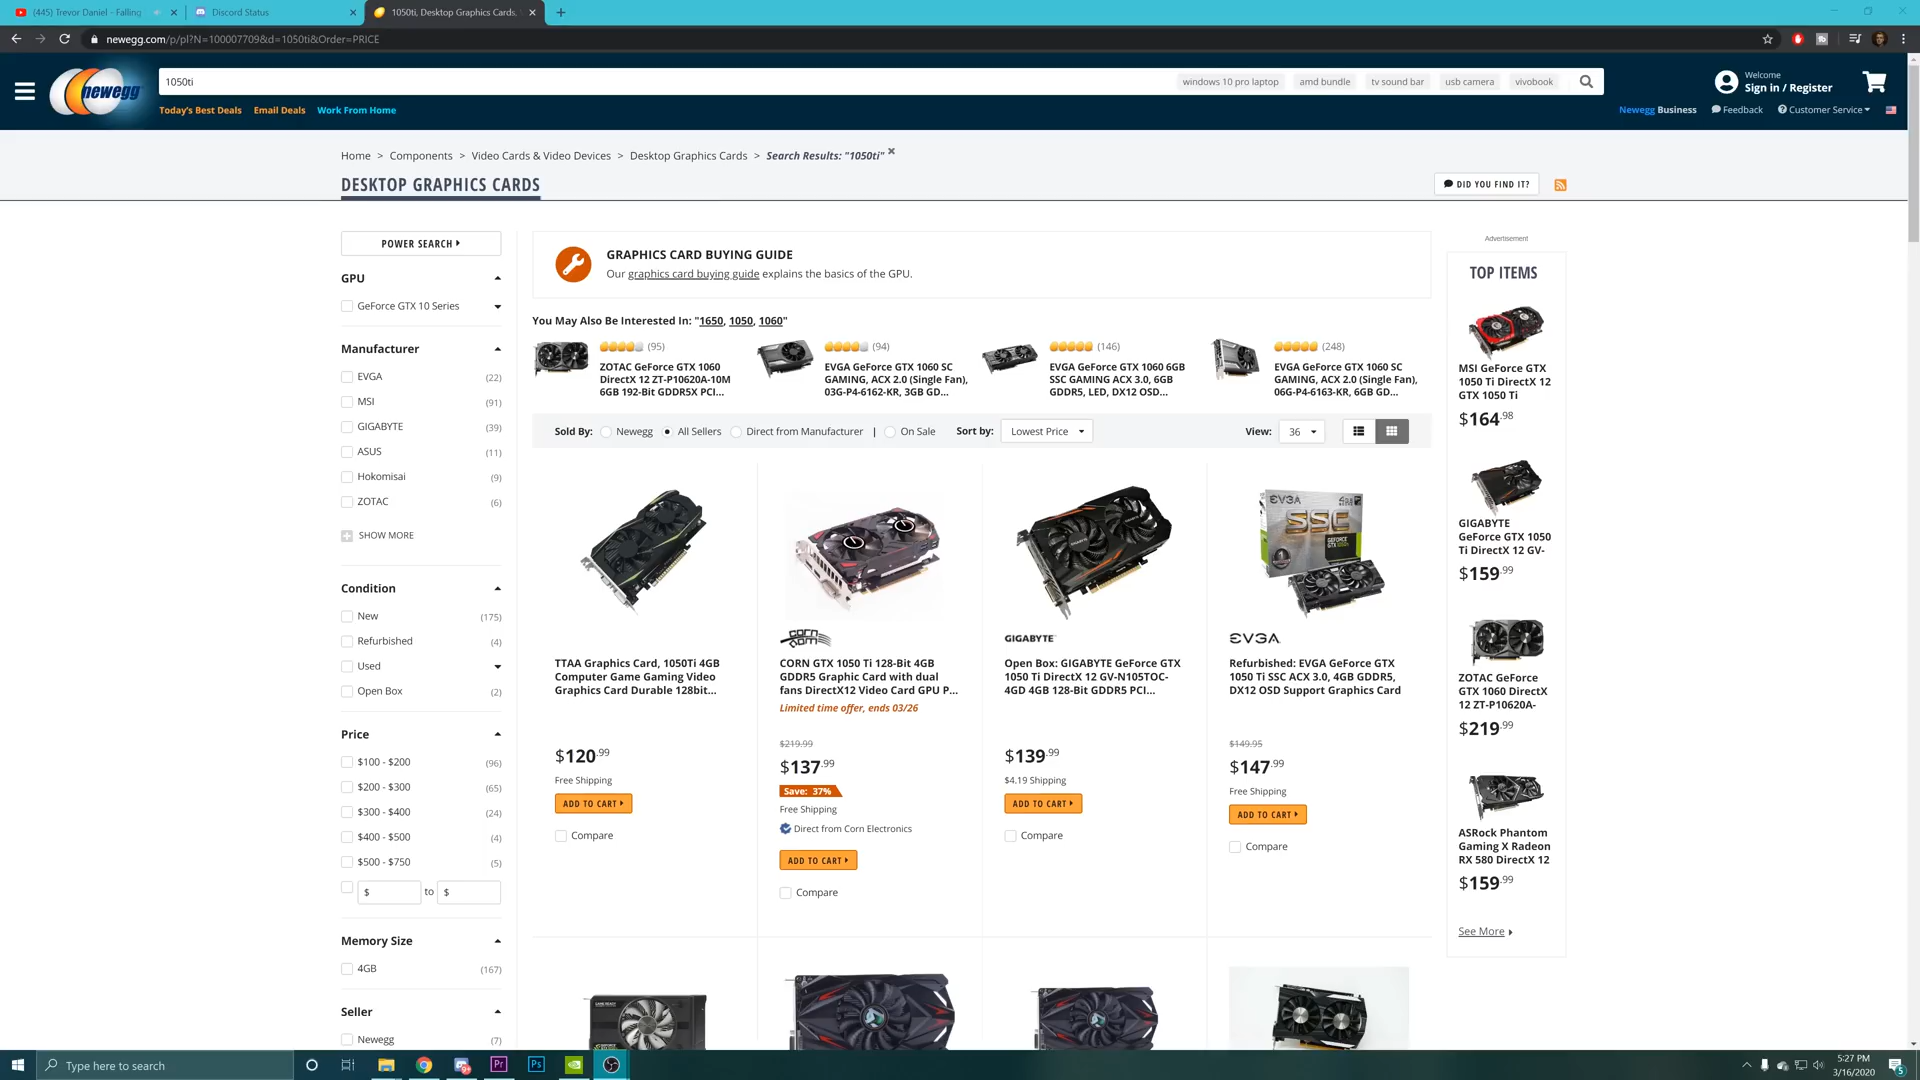 (445) Trevor Daniel - Falling
Discord Status
1050ti, Desktop Graphics Cards,
newegg.com/p/pl?N=100007709&d=1050ti&Order=PRICE
newegg
1050ti
windows 10 pro laptop
amd bundle
tv sound bar
usb camera
vivobook
Welcome
Sign in / Register
Today's Best Deals
Email Deals
Work From Home
Newegg Business
Feedback
Customer Service
Home > Components > Video Cards & Video Devices > Desktop Graphics Cards > Search Results: "1050ti"
DESKTOP GRAPHICS CARDS
DID YOU FIND IT?
POWER SEARCH
GPU
GeForce GTX 10 Series
Manufacturer
EVGA (22)
MSI (91)
GIGABYTE (39)
ASUS (11)
Hokomisai (9)
ZOTAC (6)
SHOW MORE
Condition
New (175)
Refurbished (4)
Used
Open Box (2)
Price
$100 - $200 (96)
$200 - $300 (65)
$300 - $400 (24)
$400 - $500 (4)
$500 - $750 (5)
$ to $
Memory Size
4GB (167)
Seller
Newegg (7)
GRAPHICS CARD BUYING GUIDE
Our graphics card buying guide explains the basics of the GPU.
You May Also Be Interested In: "1650, 1050, 1060"
(95)
ZOTAC GeForce GTX 1060
DirectX 12 ZT-P10620A-10M
6GB 192-Bit GDDR5X PCI...
(94)
EVGA GeForce GTX 1060 SC
GAMING, ACX 2.0 (Single Fan),
03G-P4-6162-KR, 3GB GD...
(146)
EVGA GeForce GTX 1060 6GB
SSC GAMING ACX 3.0, 6GB
GDDR5, LED, DX12 OSD...
(248)
EVGA GeForce GTX 1060 SC
GAMING, ACX 2.0 (Single Fan),
06G-P4-6163-KR, 6GB GD...
Sold By: Newegg All Sellers Direct from Manufacturer | On Sale Sort by: Lowest Price View: 36
TTAA Graphics Card, 1050Ti 4GB
Computer Game Gaming Video
Graphics Card Durable 128bit...
$120.99
Free Shipping
ADD TO CART
Compare
corn com
CORN GTX 1050 Ti 128-Bit 4GB
GDDR5 Graphic Card with dual
fans DirectX12 Video Card GPU P...
Limited time offer, ends 03/26
$219.99
$137.99
Save: 37%
Free Shipping
Direct from Corn Electronics
ADD TO CART
Compare
GIGABYTE
Open Box: GIGABYTE GeForce GTX
1050 Ti DirectX 12 GV-N105TOC-
4GD 4GB 128-Bit GDDR5 PCI...
$139.99
$4.19 Shipping
ADD TO CART
Compare
EVGA
SSC
EVGA
Refurbished: EVGA GeForce GTX
1050 Ti SSC ACX 3.0, 4GB GDDR5,
DX12 OSD Support Graphics Card
$149.95
$147.99
Free Shipping
ADD TO CART
Compare
Advertisement
TOP ITEMS
MSI GeForce GTX
1050 Ti DirectX 12
GTX 1050 Ti
$164.98
GIGABYTE
GeForce GTX 1050
Ti DirectX 12 GV-
$159.99
ZOTAC GeForce
GTX 1060 DirectX
12 ZT-P10620A-
$219.99
ASRock Phantom
Gaming X Radeon
RX 580 DirectX 12
$159.99
See More
Type here to search
Pr
Ps
5:27 PM
3/16/2020
5